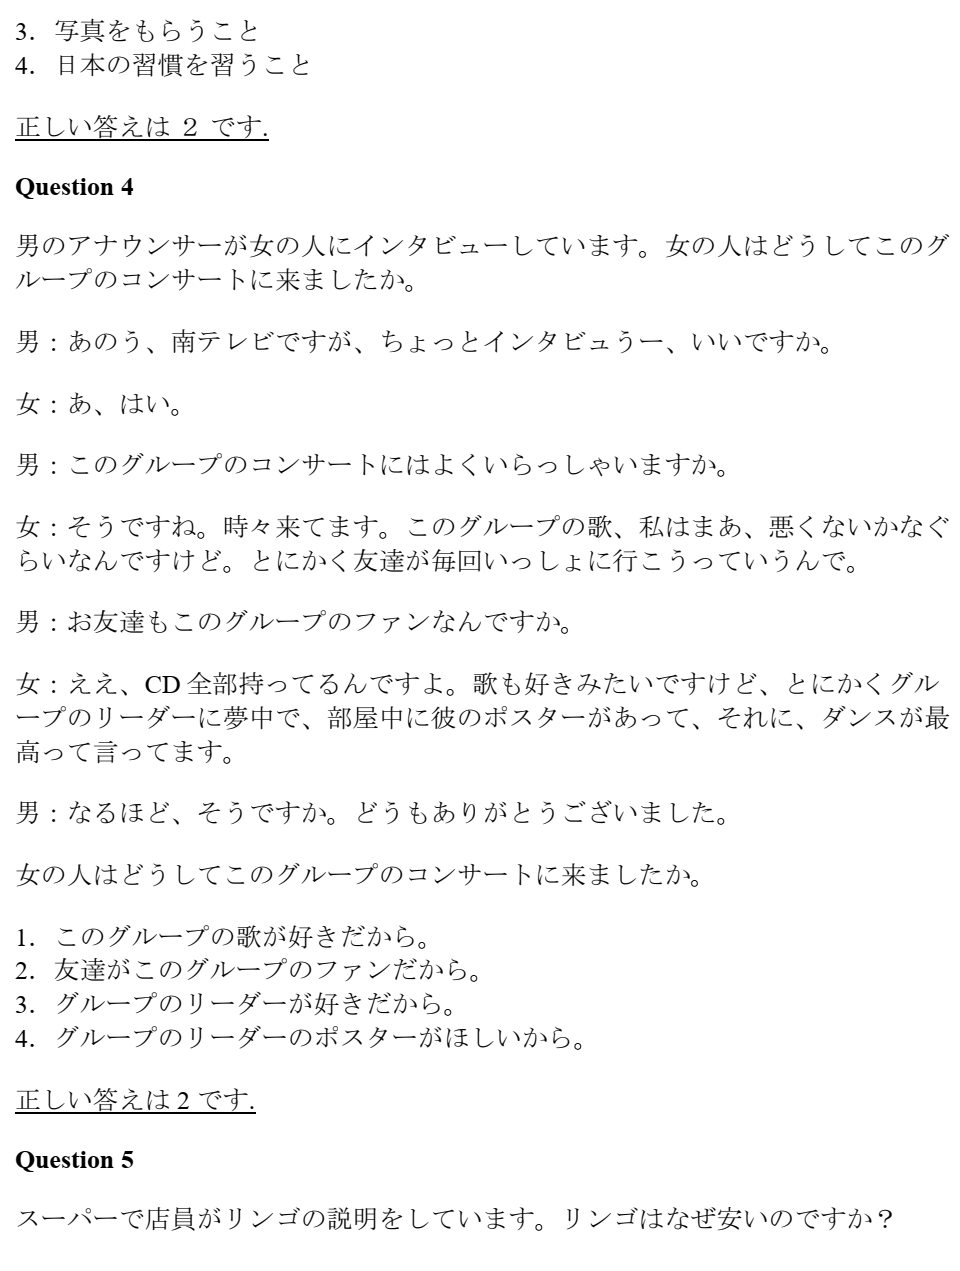 3. 写真をもらうこと
4. 日本の習慣を習うこと
正しい答えは ２ です.
Question 4
男のアナウンサーが女の人にインタビューしています。女の人はどうしてこのグ
ループのコンサートに来ましたか。
男：あのう、南テレビですが、ちょっとインタビュうー、いいですか。
女：あ、はい。
男：このグループのコンサートにはよくいらっしゃいますか。
女：そうですね。時々来てます。このグループの歌、私はまあ、悪くないかなぐ
らいなんですけど。とにかく友達が毎回いっしょに行こうっていうんで。
男：お友達もこのグループのファンなんですか。
女：ええ、CD 全部持ってるんですよ。歌も好きみたいですけど、とにかくグル
ープのリーダーに夢中で、部屋中に彼のポスターがあって、それに、ダンスが最
高って言ってます。
男：なるほど、そうですか。どうもありがとうございました。
女の人はどうしてこのグループのコンサートに来ましたか。
1. このグループの歌が好きだから。
2. 友達がこのグループのファンだから。
3. グループのリーダーが好きだから。
4. グループのリーダーのポスターがほしいから。
正しい答えは 2 です.
Question 5
スーパーで店員がリンゴの説明をしています。リンゴはなぜ安いのですか？